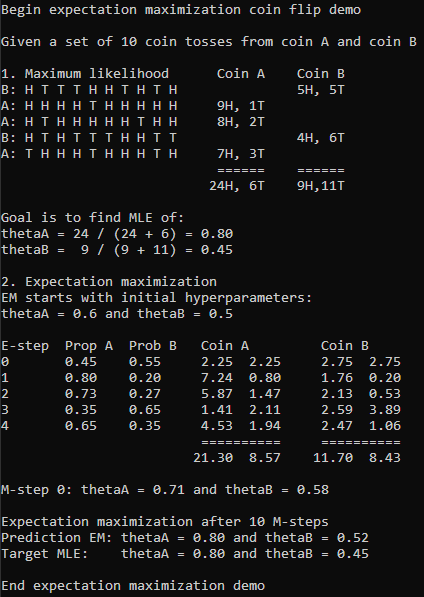 Begin expectation maximization coin flip demo
Given a set of 10 coin tosses from coin A and coin B
1. Maximum likelihood Coin A Coin B
B: H T T T H H T H T H 5H, 5T
A: H H H H T H H H H H 9H, 1T
A: H T H H H H H T H H 8H, 2T
B: H T H T T T H H T T 4H, 6T
A: T H H H T H H H T H 7H, 3T
====== ======
24H, 6T 9H,11T
Goal is to find MLE of:
thetaA = 24 / (24 + 6) = 0.80
thetaB = 9 / (9 + 11) = 0.45
2. Expectation maximization
EM starts with initial hyperparameters:
thetaA = 0.6 and thetaB = 0.5
E-step Prop A Prob B Coin A Coin B
0 0.45 0.55 2.25 2.25 2.75 2.75
1 0.80 0.20 7.24 0.80 1.76 0.20
2 0.73 0.27 5.87 1.47 2.13 0.53
3 0.35 0.65 1.41 2.11 2.59 3.89
4 0.65 0.35 4.53 1.94 2.47 1.06
========== ==========
21.30 8.57 11.70 8.43
M-step 0: thetaA = 0.71 and thetaB = 0.58
Expectation maximization after 10 M-steps
Prediction EM: thetaA = 0.80 and thetaB = 0.52
Target MLE: thetaA = 0.80 and thetaB = 0.45
End expectation maximization demo